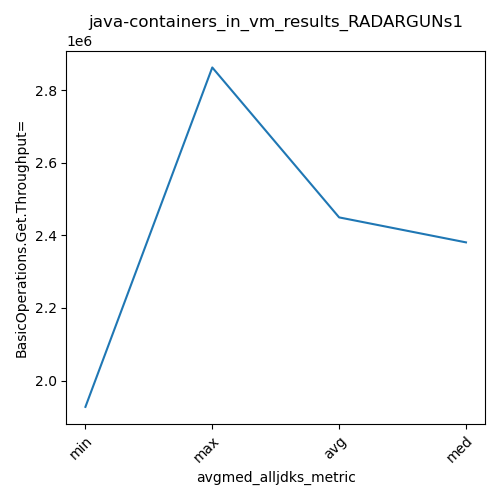 java-containers_in_vm_results_RADARGUNs1
1e6
2.8
2.6
2.4
2.2
2.0
BasicOperations.Get.Throughput=
min
max
avg
med
avgmed_alljdks_metric